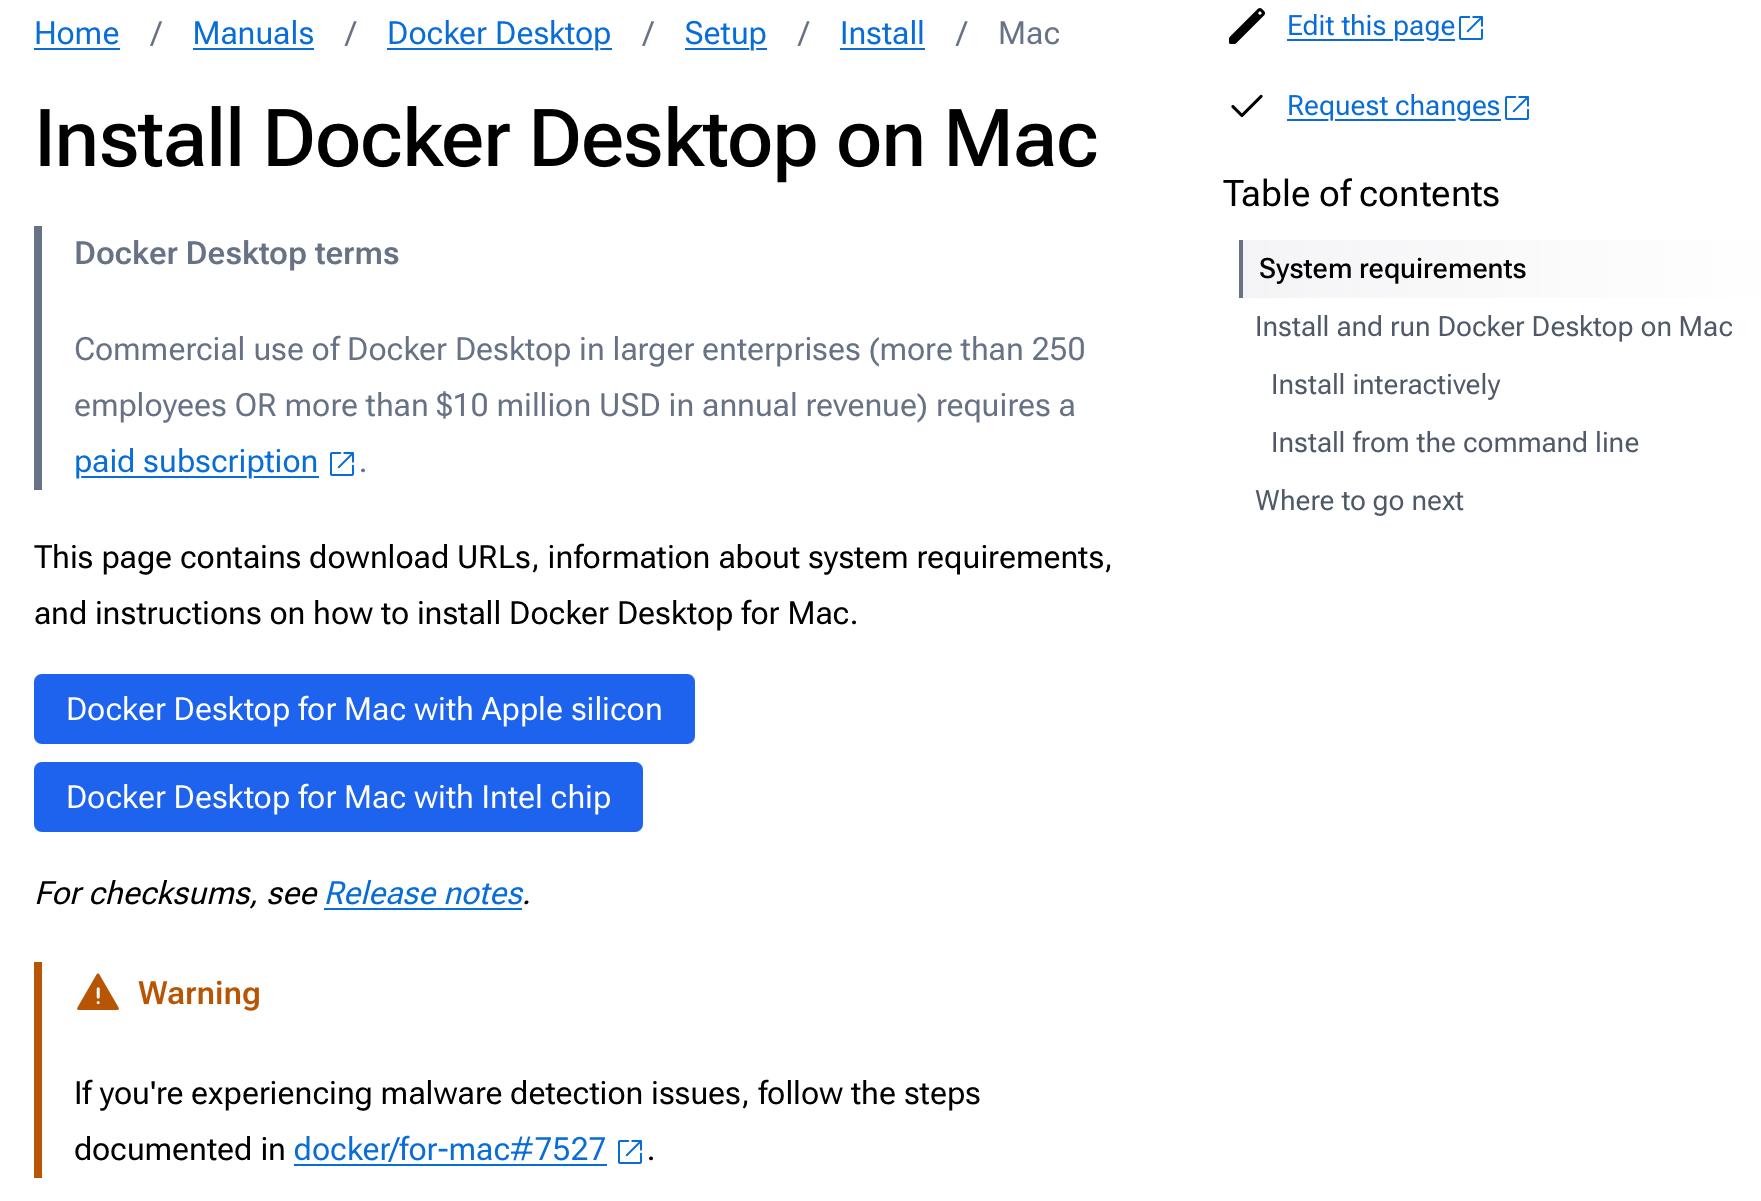 Home / Manuals / Docker Desktop / Setup / Install / Mac
Install Docker Desktop on Mac
Docker Desktop terms
Commercial use of Docker Desktop in larger enterprises (more than 250
employees OR more than $10 million USD in annual revenue) requires a
paid subscription.
This page contains download URLs, information about system requirements,
and instructions on how to install Docker Desktop for Mac.
Docker Desktop for Mac with Apple silicon
Docker Desktop for Mac with Intel chip
For checksums, see Release notes.
Warning
If you're experiencing malware detection issues, follow the steps
documented in docker/for-mac#7527.
Edit this page
Request changes
Table of contents
System requirements
Install and run Docker Desktop on Mac
Install interactively
Install from the command line
Where to go next